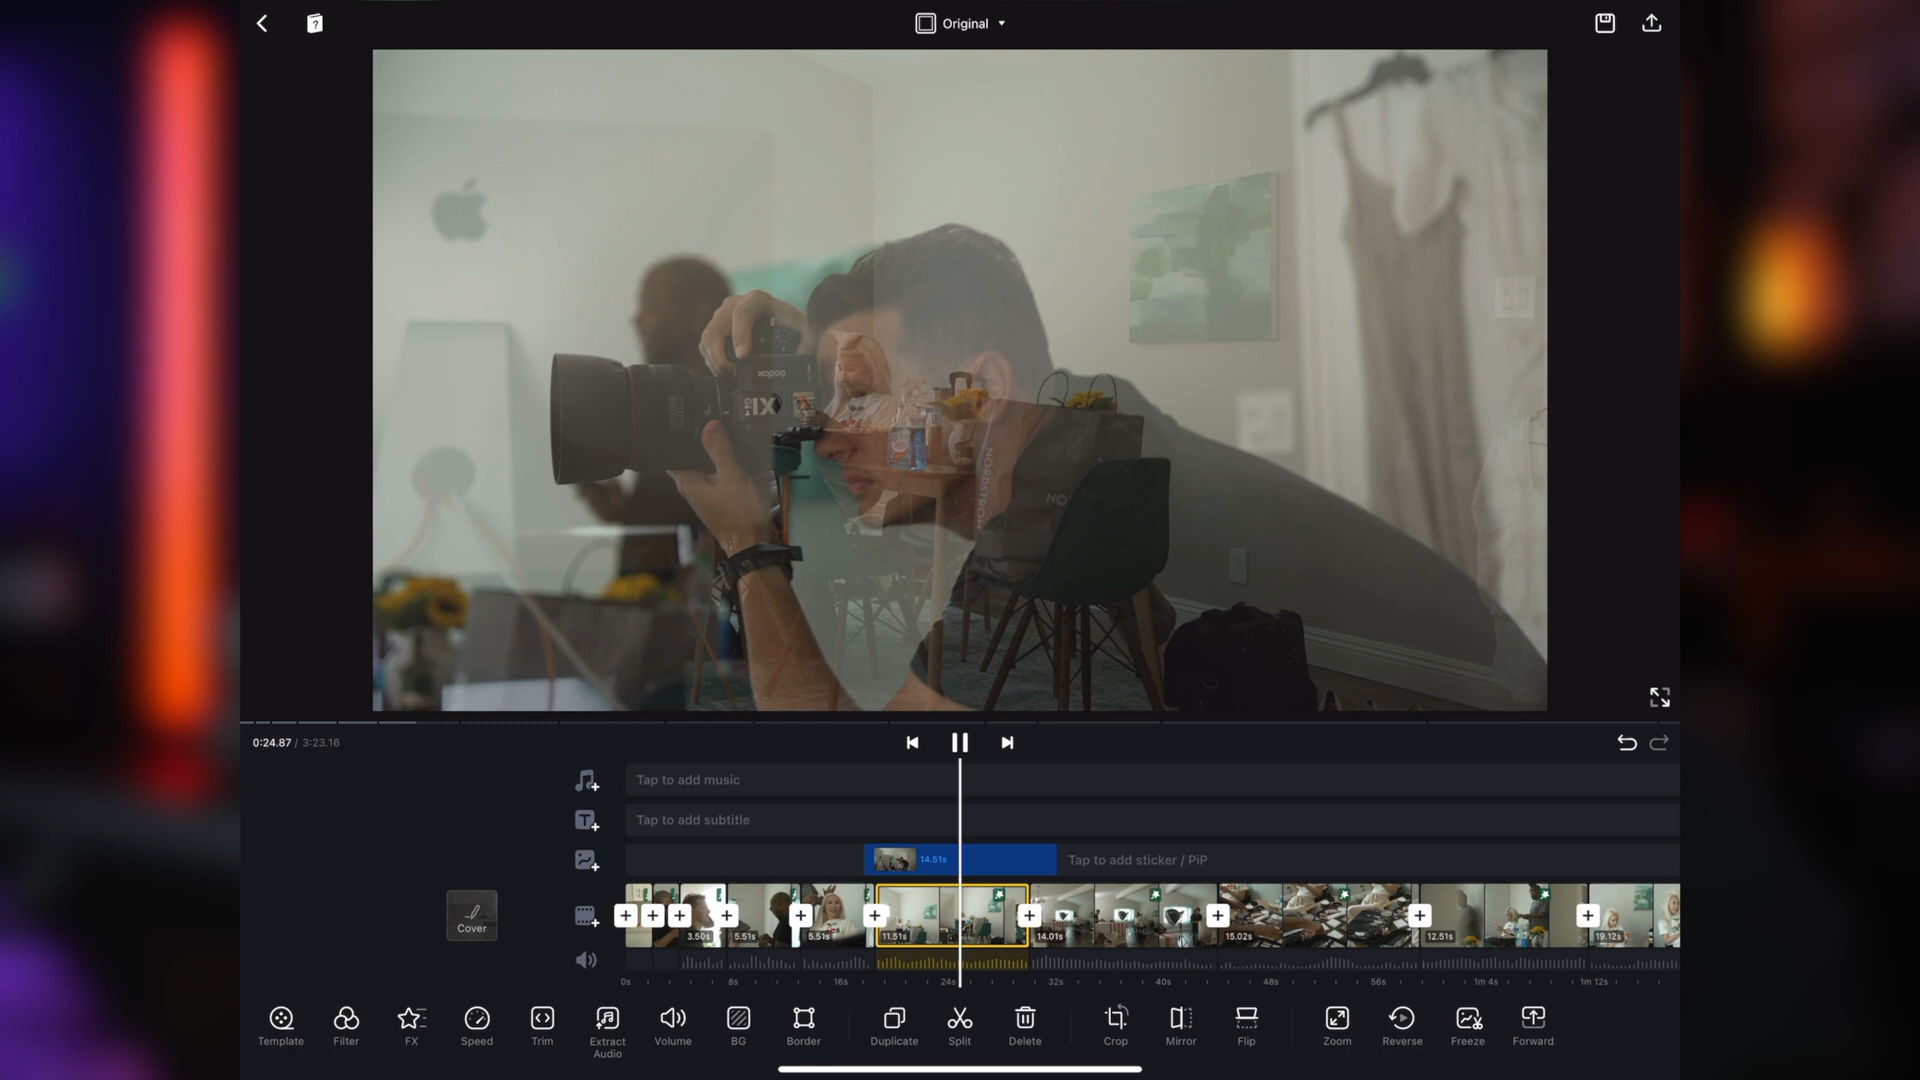 Original
NORDSTROM
NO
0:24.87 / 3:23.16
Tap to add music
Tap to add subtitle
14.51s
Tap to add sticker / PiP
Cover
3.50s
5.51s
5.51s
11.51s
14.01s
15.02s
12.51s
19.12s
0s
8s
16s
24s
32s
40s
48s
56s
1m 4s
1m 12s
Template
Filter
FX
Speed
Trim
Extract
Audio
Volume
BG
Border
Duplicate
Split
Delete
Crop
Mirror
Flip
Zoom
Reverse
Freeze
Forward